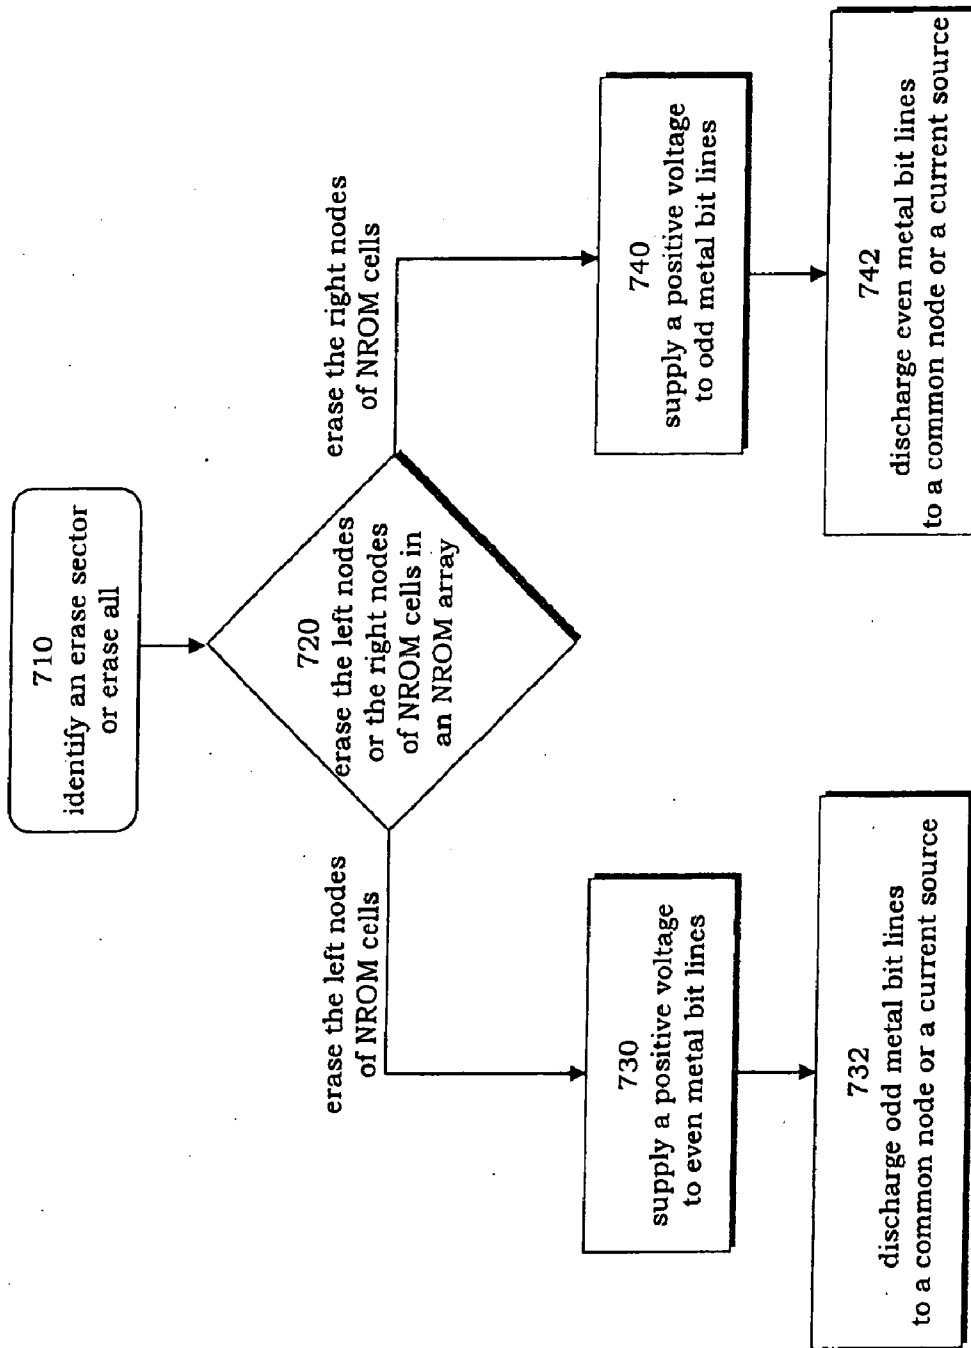 710
identify an erase sector
or erase all
720
erase the left nodes
or the right nodes
of NROM cells in
an NROM array
erase the left nodes
of NROM cells
erase the right nodes
of NROM cells
730
supply a positive voltage
to even metal bit lines
732
discharge odd metal bit lines
to a common node or a current source
740
supply a positive voltage
to odd metal bit lines
742
discharge even metal bit lines
to a common node or a current source